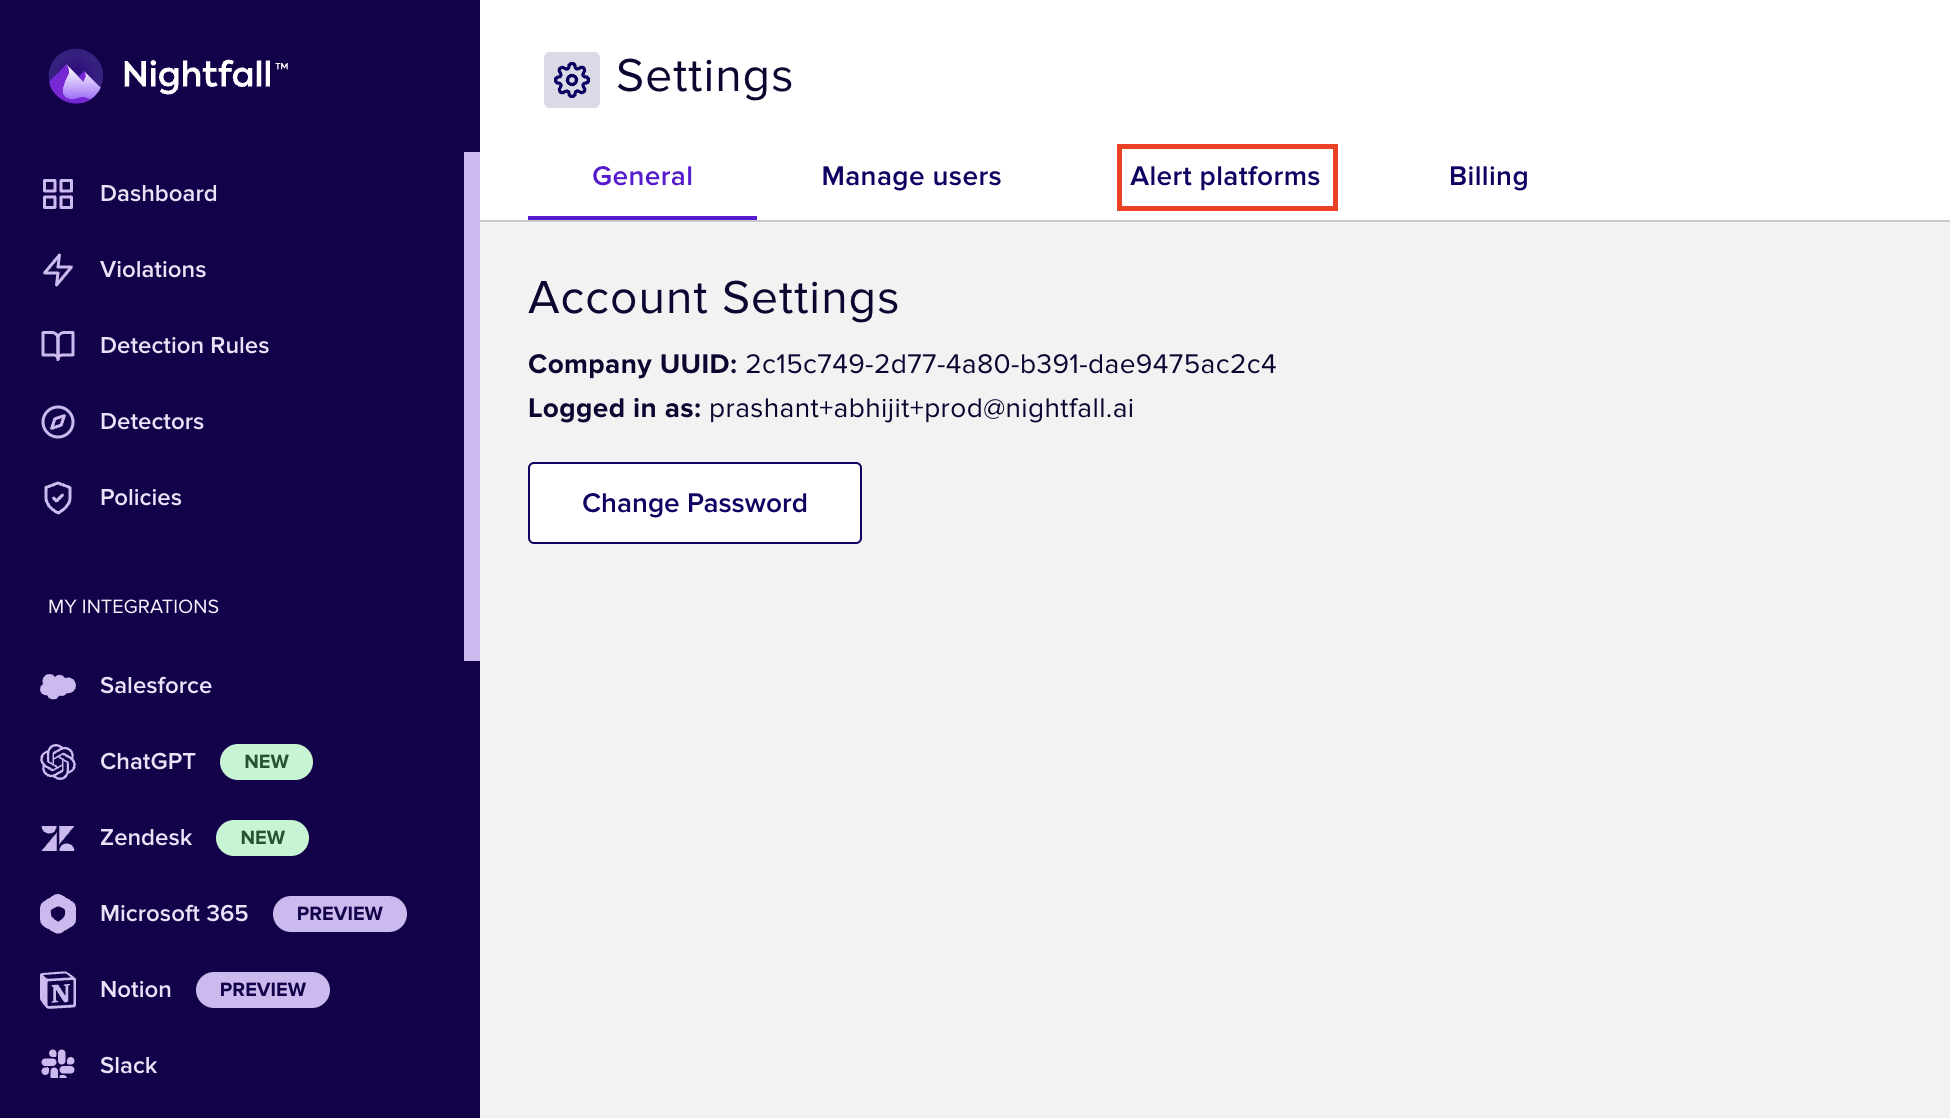 Nightfall™
Dashboard
Violations
Detection Rules
Detectors
Policies
MY INTEGRATIONS
Salesforce
ChatGPT NEW
Zendesk NEW
Microsoft 365 PREVIEW
Notion PREVIEW
Slack
Settings
General Manage users Alert platforms Billing
Account Settings
Company UUID: 2c15c749-2d77-4a80-b391-dae9475ac2c4
Logged in as: prashant+abhijit+prod@nightfall.ai
Change Password